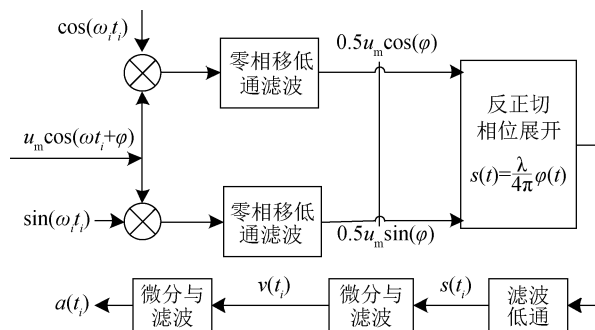 cos(ω_i t_i)
零相移低
通滤波
0.5u_m cos(φ)
u_m cos(ωt_i+φ)
反正切
相位展开
s(t)=λ/4π φ(t)
sin(ω_i t_i)
零相移低
通滤波
0.5u_m sin(φ)
a(t_i)
微分与
滤波
v(t_i)
微分与
滤波
s(t_i)
滤波
低通